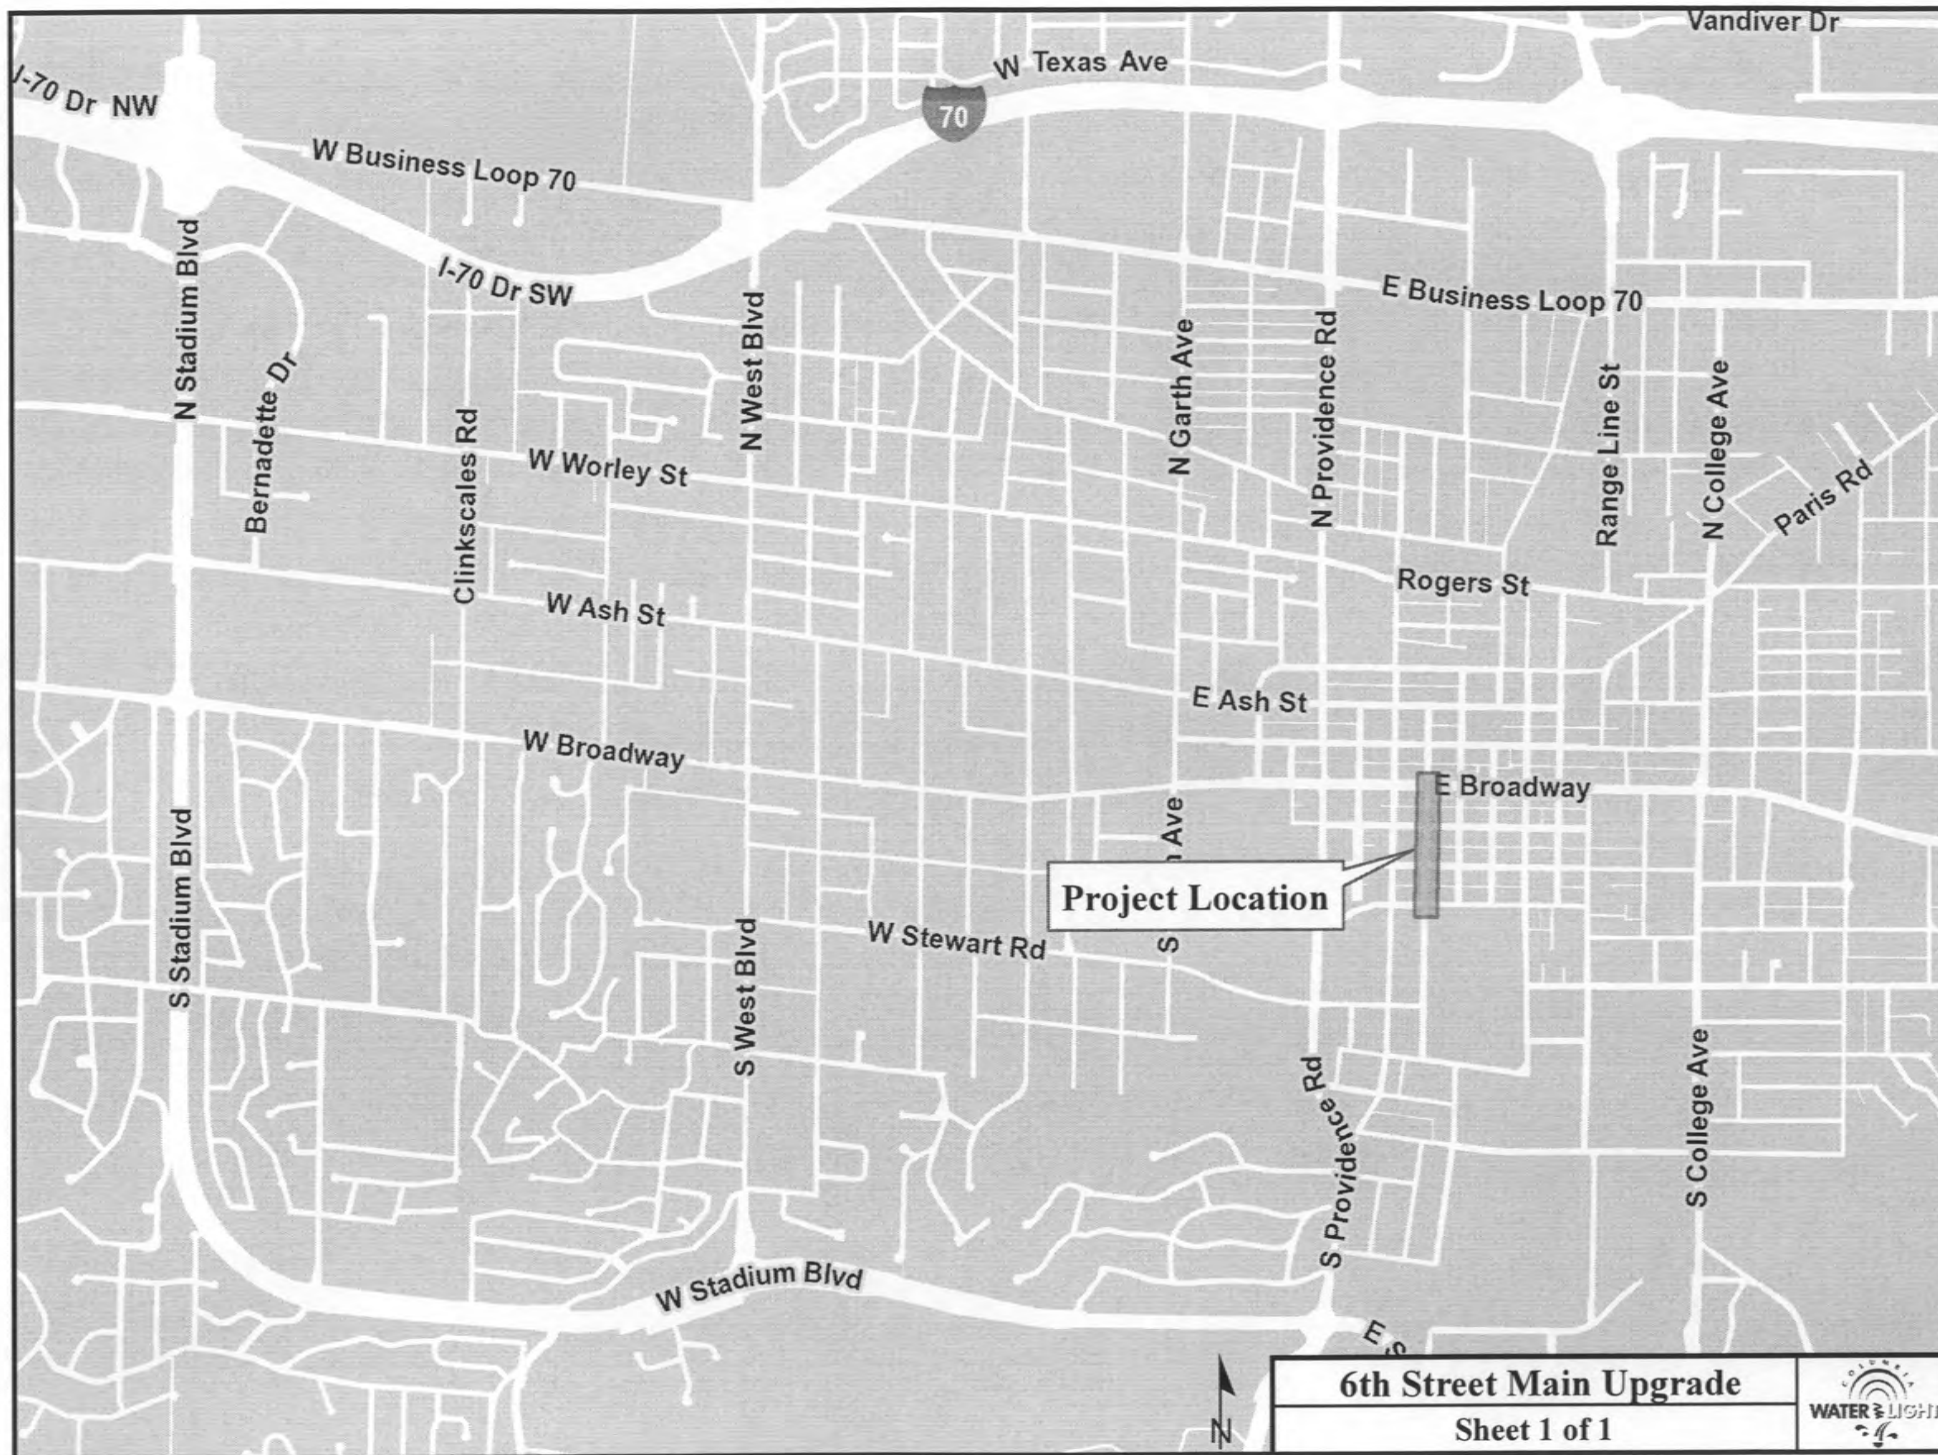 Vandiver Dr
W Texas Ave
I-70 Dr NW
70
W Business Loop 70
I-70 Dr SW
E Business Loop 70
N Stadium Blvd
Bernadette Dr
Clinkscales Rd
N West Blvd
N Garth Ave
N Providence Rd
Range Line St
N College Ave
Paris Rd
W Worley St
Rogers St
W Ash St
E Ash St
W Broadway
E Broadway
S Stadium Blvd
Ave
S
Project Location
W Stewart Rd
S West Blvd
S Providence Rd
S College Ave
W Stadium Blvd
E S
N
6th Street Main Upgrade
Sheet 1 of 1
COLUMBIA
WATER & LIGHT